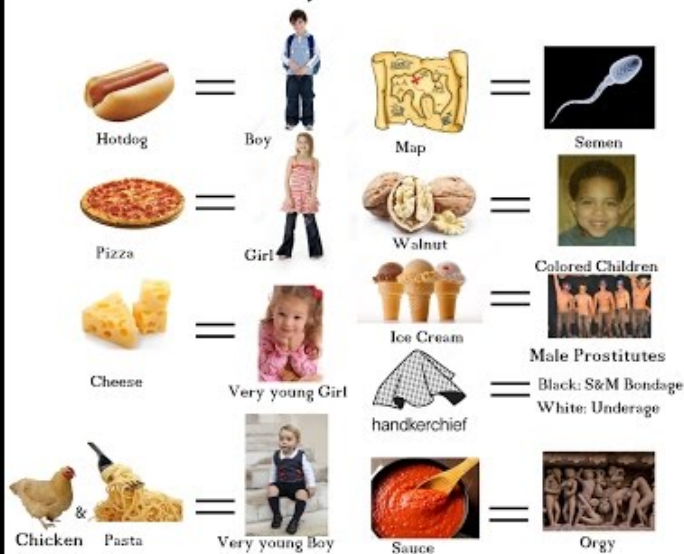 Hotdog
Boy
Map
Semen
Pizza
Girl
Walnut
Colored Children
Cheese
Very young Girl
Ice Cream
Male Prostitutes
handkerchief
Black: S&M Bondage
White: Underage
Chicken & Pasta
Very young Boy
Sauce
Orgy